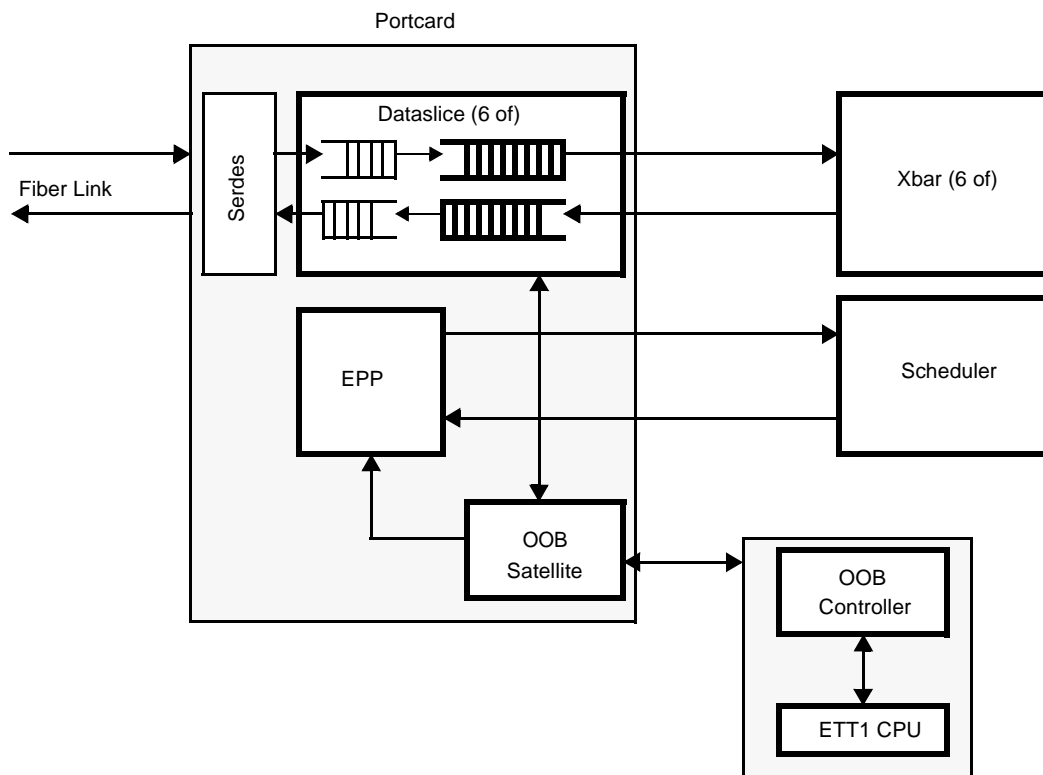 Portcard
Dataslice (6 of)
Serdes
Fiber Link
Xbar (6 of)
EPP
Scheduler
OOB
Satellite
OOB
Controller
ETT1 CPU